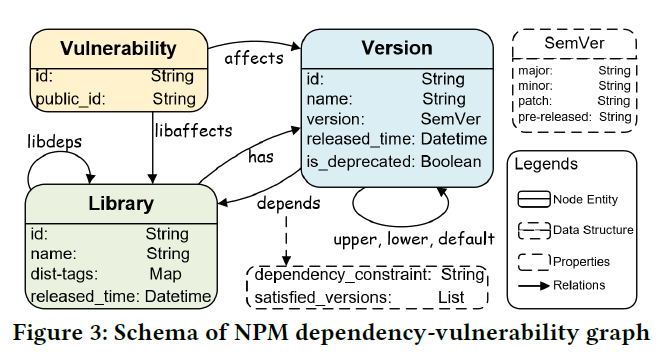 Vulnerability
id: String
public_id: String
affects
Version
id: String
name: String
version: SemVer
released_time: Datetime
is_deprecated: Boolean
SemVer
major: String
minor: String
patch: String
pre-released: String
libdeps
libaffects
has
Library
id: String
name: String
dist-tags: Map
released_time: Datetime
depends
upper, lower, default
dependency_constraint: String
satisfied_versions: List
Legends
Node Entity
Data Structure
Properties
Relations
Figure 3: Schema of NPM dependency-vulnerability graph